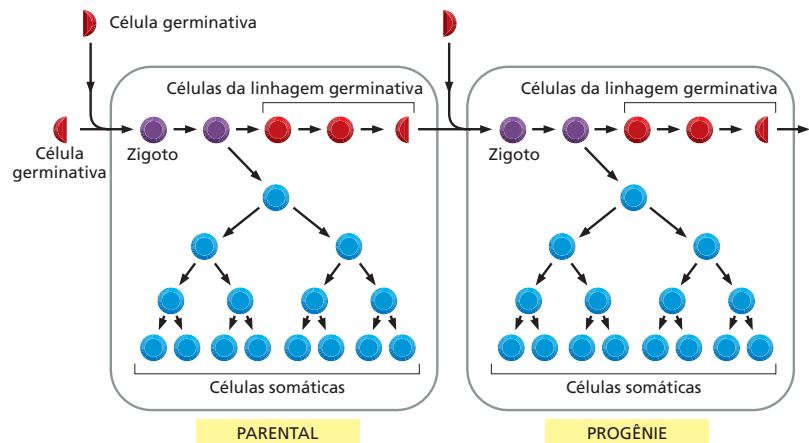 Célula germinativa
Células da linhagem germinativa
Célula
germinativa
Zigoto
Células somáticas
PARENTAL
Células da linhagem germinativa
Zigoto
Células somáticas
PROGÊNIE